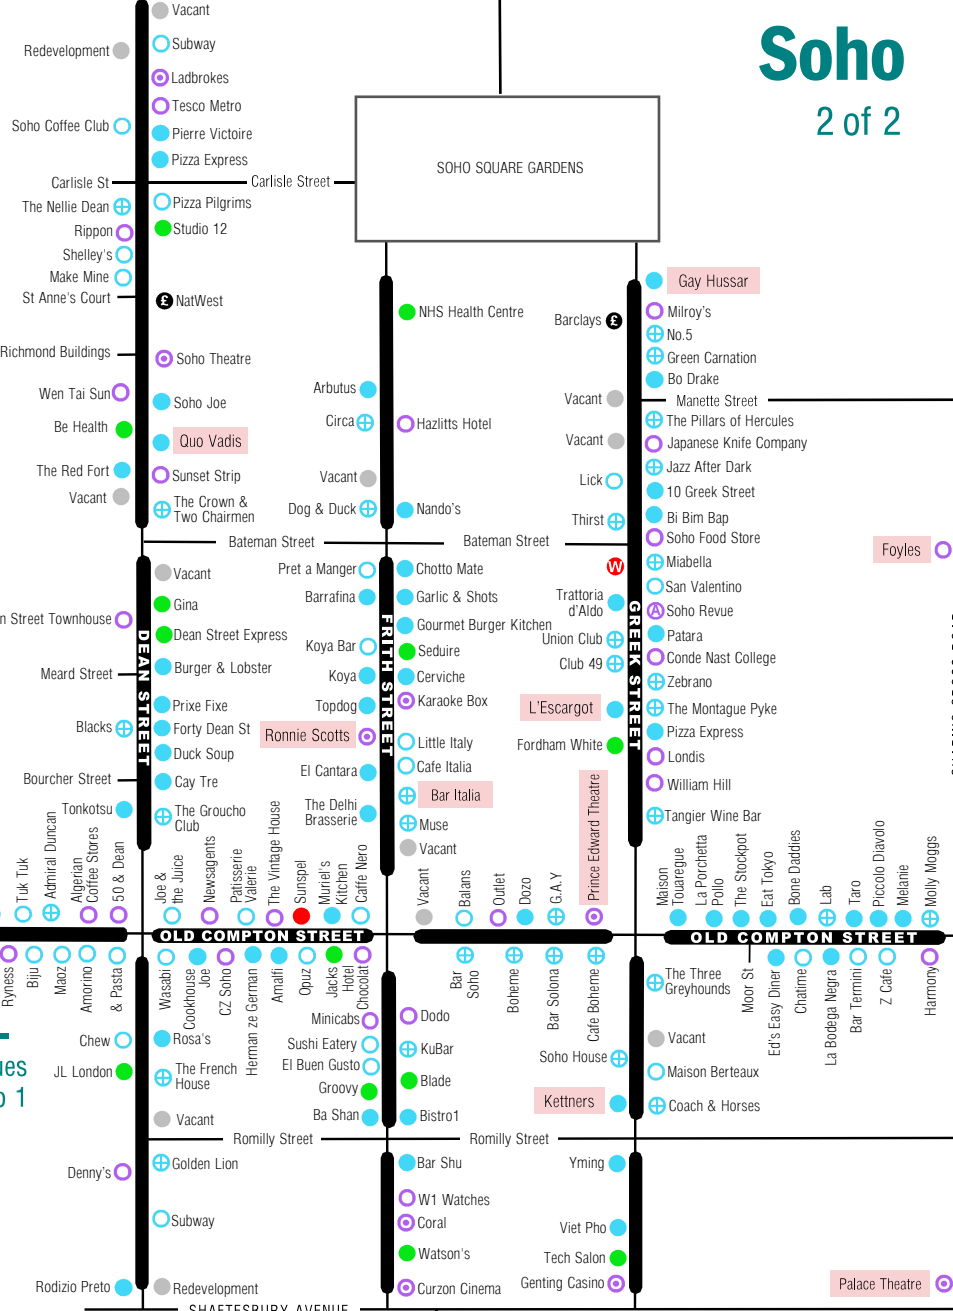 Soho
2 of 2
SOHO SQUARE GARDENS
Vacant
Redevelopment
Subway
Ladbrokes
Tesco Metro
Soho Coffee Club
Pierre Victoire
Pizza Express
Carlisle St
Carlisle Street
The Nellie Dean
Pizza Pilgrims
Rippon
Studio 12
Shelley's
Make Mine
St Anne's Court
£
NatWest
Richmond Buildings
Soho Theatre
Wen Tai Sun
Soho Joe
Be Health
Quo Vadis
The Red Fort
Sunset Strip
Vacant
The Crown &
Two Chairmen
NHS Health Centre
Arbutus
Circa
Hazlitts Hotel
Vacant
Dog & Duck
Nando's
Gay Hussar
Milroy's
Barclays
£
No.5
Green Carnation
Bo Drake
Vacant
Manette Street
The Pillars of Hercules
Vacant
Japanese Knife Company
Jazz After Dark
Lick
10 Greek Street
Thirst
Bi Bim Bap
Soho Food Store
Bateman Street
Bateman Street
Foyles
DEAN STREET
Vacant
Gina
n Street Townhouse
Dean Street Express
Burger & Lobster
Meard Street
Prixe Fixe
Blacks
Forty Dean St
Duck Soup
Bourcher Street
Cay Tre
Tonkotsu
The Groucho
Club
FRITH STREET
Pret a Manger
Chotto Mate
Barrafina
Garlic & Shots
Gourmet Burger Kitchen
Koya Bar
Seduire
Koya
Cerviche
Topdog
Karaoke Box
Ronnie Scotts
Little Italy
El Cantara
Cafe Italia
Bar Italia
The Delhi
Brasserie
Muse
Vacant
GREEK STREET
W
Miabella
San Valentino
Trattoria
d'Aldo
A
Soho Revue
Union Club
Patara
Club 49
Conde Nast College
Zebrano
L'Escargot
The Montague Pyke
Fordham White
Pizza Express
Londis
William Hill
Tangier Wine Bar
Tuk Tuk
Admiral Duncan
Algerian
Coffee Stores
50 & Dean
Joe &
the Juice
Newsagents
Patisserie
Valerie
The Vintage House
Sunspel
Muriel's
Kitchen
Caffe Nero
Vacant
Balans
Outlet
Dozo
G.A.Y
Prince Edward Theatre
Maison
Touareque
La Porchetta
Pollo
The Stockpot
Eat Tokyo
Bone Daddies
Lab
Taro
Piccolo Diavolo
Melanie
Molly Moggs
OLD COMPTON STREET
OLD COMPTON STREET
Ryness
Biju
Maoz
Amorino
& Pasta
Wasabi
Cookhouse
Joe
CZ Soho
Herman ze German
Amalfi
Opuz
Jacks
Hotel
Chocolat
Bar
Soho
Boheme
Bar Solona
Cafe Boheme
Moor St
Ed's Easy Diner
Chatime
La Bodega Negra
Bar Termini
Z Cafe
Harmony
ues
o 1
Chew
Rosa's
JL London
The French
House
Vacant
Minicabs
Dodo
Sushi Eatery
KuBar
El Buen Gusto
Groovy
Blade
Ba Shan
Bistro1
The Three
Greyhounds
Vacant
Soho House
Maison Berteaux
Kettners
Coach & Horses
Romilly Street
Romilly Street
Denny's
Golden Lion
Subway
Rodizio Preto
Redevelopment
Bar Shu
W1 Watches
Coral
Watson's
Curzon Cinema
Yming
Viet Pho
Tech Salon
Genting Casino
Palace Theatre
SHAFTESBURY AVENUE